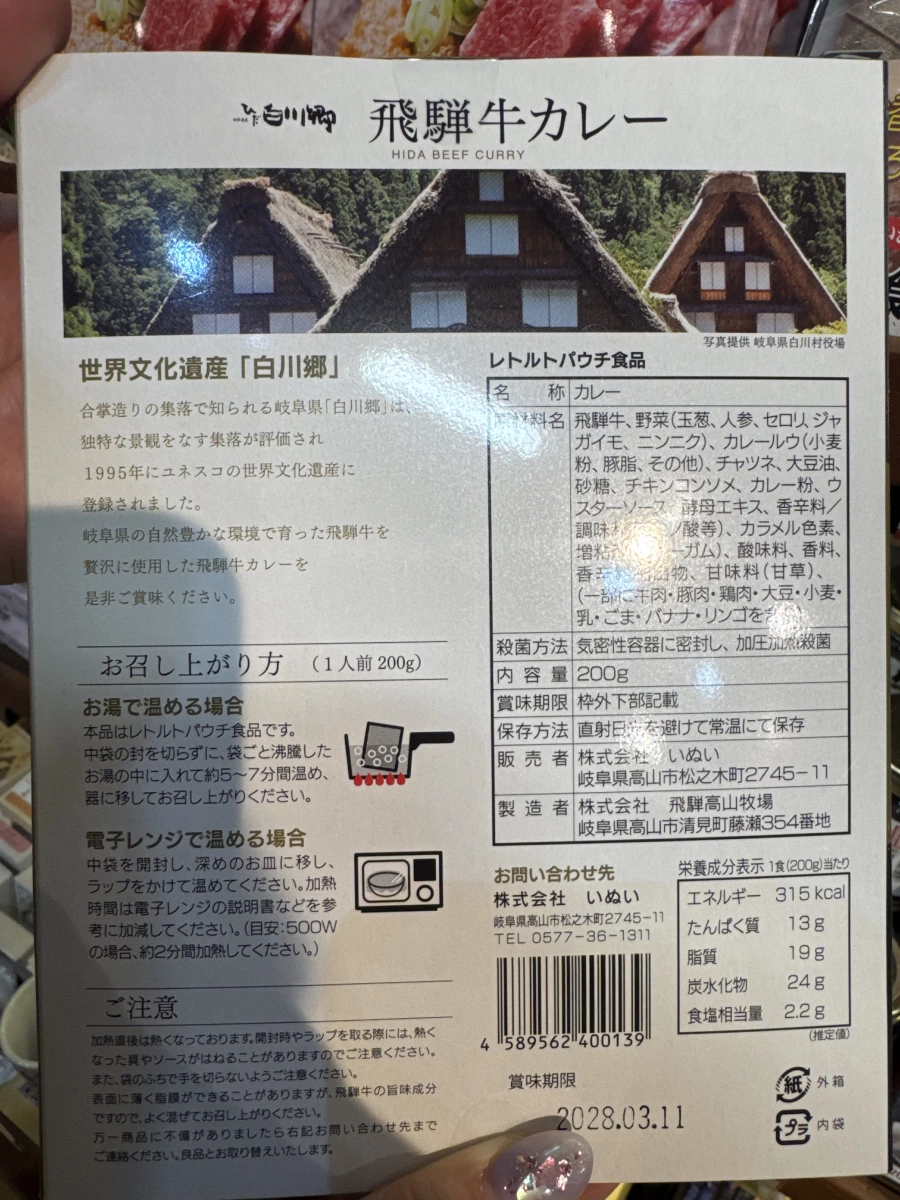 ひだ白川郷 飛騨牛カレー
HIDA BEEF CURRY
写真提供 岐阜県白川村役場
世界文化遺産「白川郷」
合掌造りの集落で知られる岐阜県「白川郷」は、
独特な景観をなす集落が評価され
1995年にユネスコの世界文化遺産に
登録されました。
岐阜県の自然豊かな環境で育った飛騨牛を
贅沢に使用した飛騨牛カレーを
是非ご賞味ください。
お召し上がり方 (1人前200g)
お湯で温める場合
本品はレトルトパウチ食品です。
中袋の封を切らずに、袋ごと沸騰した
お湯の中に入れて約5〜7分間温め、
器に移してお召し上がりください。
電子レンジで温める場合
中袋を開封し、深めのお皿に移し、
ラップをかけて温めてください。加熱
時間は電子レンジの説明書などを参
考に加減してください。(目安:500W
の場合、約2分間加熱してください。)
ご注意
加熱直後は熱くなっております。開封時やラップを取る際には、熱く
なった具やソースがはねることがありますのでご注意ください。
また、袋のふちで手を切らないようご注意ください。
表面に薄く脂膜ができることがありますが、飛騨牛の旨味成分
ですので、よく混ぜてお召し上がりください。
万一商品に不備がありましたら右記お問い合わせ先まで
ご連絡ください。良品とお取り替えいたします。
レトルトパウチ食品
名称 カレー
材料名 飛騨牛、野菜(玉葱、人参、セロリ、ジャ
ガイモ、ニンニク)、カレールウ(小麦
粉、豚脂、その他)、チャツネ、大豆油、
砂糖、チキンコンソメ、カレー粉、ウ
スターソース、酵母エキス、香辛料／
調味 ノ酸等)、カラメル色素、
増粘 ーガム)、酸味料、香料、
香辛 出物、甘味料(甘草)、
(一部に牛肉・豚肉・鶏肉・大豆・小麦・
乳・ごま・バナナ・リンゴを含
殺菌方法 気密性容器に密封し、加圧加熱殺菌
内容量 200g
賞味期限 枠外下部記載
保存方法 直射日光を避けて常温にて保存
販売者 株式会社 いぬい
岐阜県高山市松之木町2745−11
製造者 株式会社 飛騨高山牧場
岐阜県高山市清見町藤瀬354番地
お問い合わせ先
株式会社 いぬい
岐阜県高山市松之木町2745−11
TEL 0577−36−1311
4 589562 400139
栄養成分表示 1食(200g)当たり
エネルギー 315 kcal
たんぱく質 13 g
脂質 19 g
炭水化物 24 g
食塩相当量 2.2 g
(推定値)
賞味期限
2028.03.11
紙 外箱
プラ 内袋